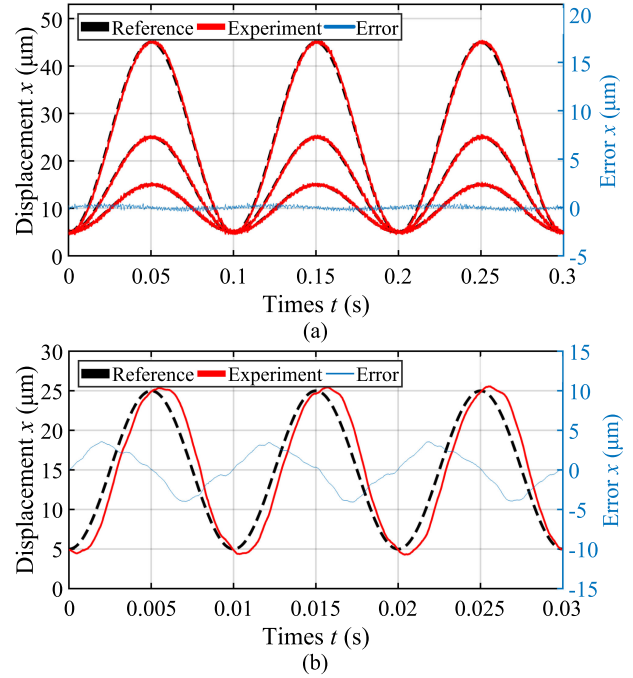 Reference Experiment Error
Displacement x (μm)
50
40
30
20
10
0
20
15
10
5
0
-5
Error x (μm)
0 0.05 0.1 0.15 0.2 0.25 0.3
Times t (s)
(a)
Reference Experiment Error
Displacement x (μm)
30
25
20
15
10
5
0
15
10
5
0
-5
-10
-15
Error x (μm)
0 0.005 0.01 0.015 0.02 0.025 0.03
Times t (s)
(b)